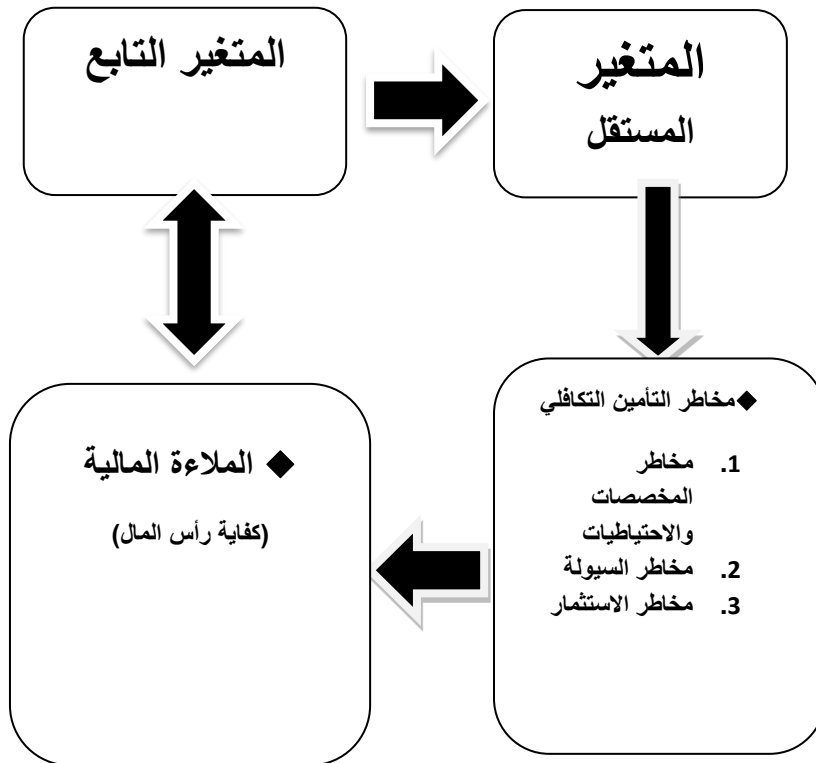 المتغير
المستقل
المتغير التابع
◆مخاطر التأمين التكافلي
1. مخاطر
المخصصات
والاحتياطيات
2. مخاطر السيولة
3. مخاطر الاستثمار
◆ الملاءة المالية
(كفاية رأس المال)